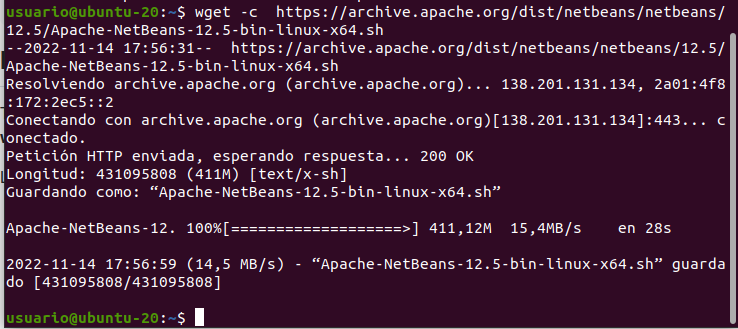 usuario@ubuntu-20:~$ wget -c  https://archive.apache.org/dist/netbeans/netbeans/
12.5/Apache-NetBeans-12.5-bin-linux-x64.sh
--2022-11-14 17:56:31--  https://archive.apache.org/dist/netbeans/netbeans/12.5/
Apache-NetBeans-12.5-bin-linux-x64.sh
Resolviendo archive.apache.org (archive.apache.org)... 138.201.131.134, 2a01:4f8
:172:2ec5::2
Conectando con archive.apache.org (archive.apache.org)[138.201.131.134]:443... c
onectado.
Petición HTTP enviada, esperando respuesta... 200 OK
Longitud: 431095808 (411M) [text/x-sh]
Guardando como: “Apache-NetBeans-12.5-bin-linux-x64.sh”
Apache-NetBeans-12. 100%[===================>] 411,12M  15,4MB/s    en 28s
2022-11-14 17:56:59 (14,5 MB/s) - “Apache-NetBeans-12.5-bin-linux-x64.sh” guarda
do [431095808/431095808]
usuario@ubuntu-20:~$